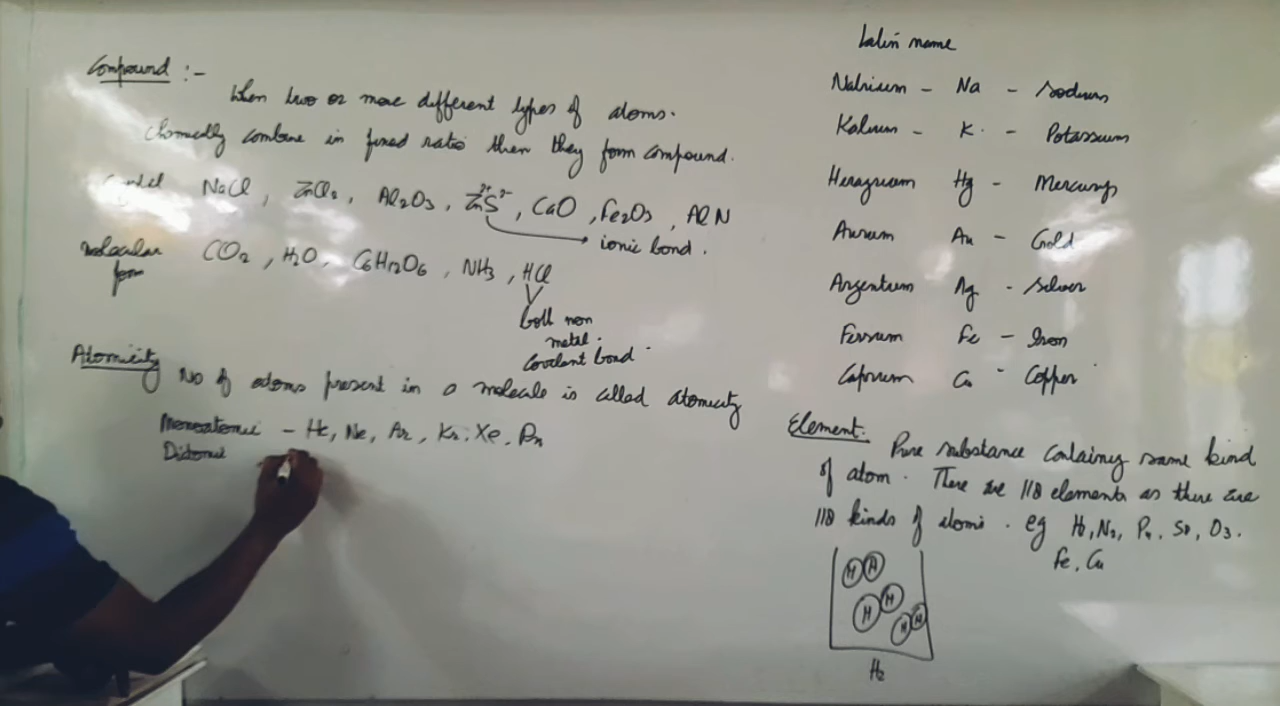 Compound :-
When two or more different types of atoms.
Chemically combine in fixed ratio then they form compound.
NaCl, ZnCl₂, Al₂O₃, Zn²⁺S²⁻, CaO, Fe₂O₃, AlN
ionic bond.
molecular form
CO₂, H₂O, C₆H₁₂O₆, NH₃, HCl
both non
metal.
Covalant bond
Atomicity
No of atoms present in a molecule is called atomicity
Monoatomic - He, Ne, Ar, Kr, Xe, Rn
Diatomic
Latin name
Natrium - Na - Sodium
Kalium - K - Potassium
Hg - Mercury
Aurum Au - Gold
Argentum Ag - Silver
Ferrum Fe - Iron
Cuprum Cu - Copper
Element.
Pure substance containing same kind
of atom. There are 118 elements as there are
118 kinds of atoms. eg H₂, N₂, P₄, S₈, O₃.
Fe, Cu
H H
H H
H H
H₂